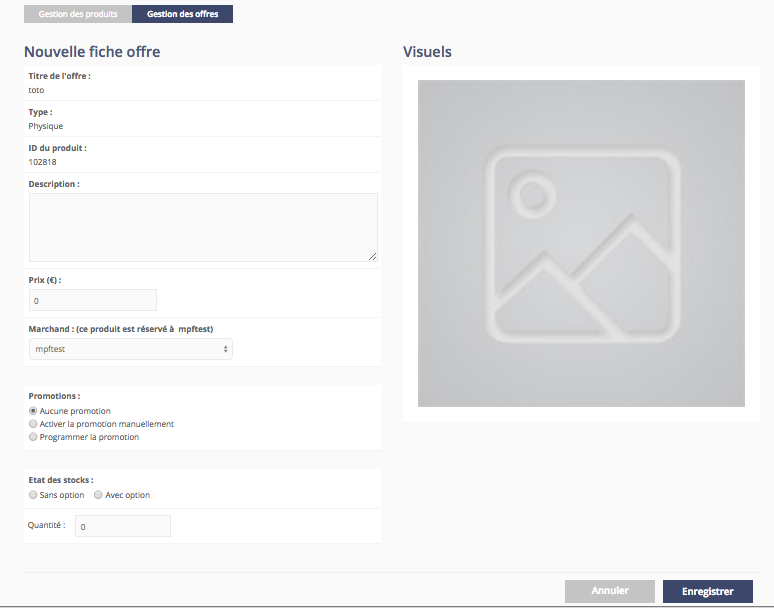 Gestion des produits
Gestion des offres
Nouvelle fiche offre
Visuels
Titre de l'offre :
toto
Type :
Physique
ID du produit :
102818
Description :
Prix (€) :
0
Marchand : (ce produit est réservé à mpftest)
mpftest
Promotions :
Aucune promotion
Activer la promotion manuellement
Programmer la promotion
Etat des stocks :
Sans option Avec option
Quantité : 0
Annuler
Enregistrer